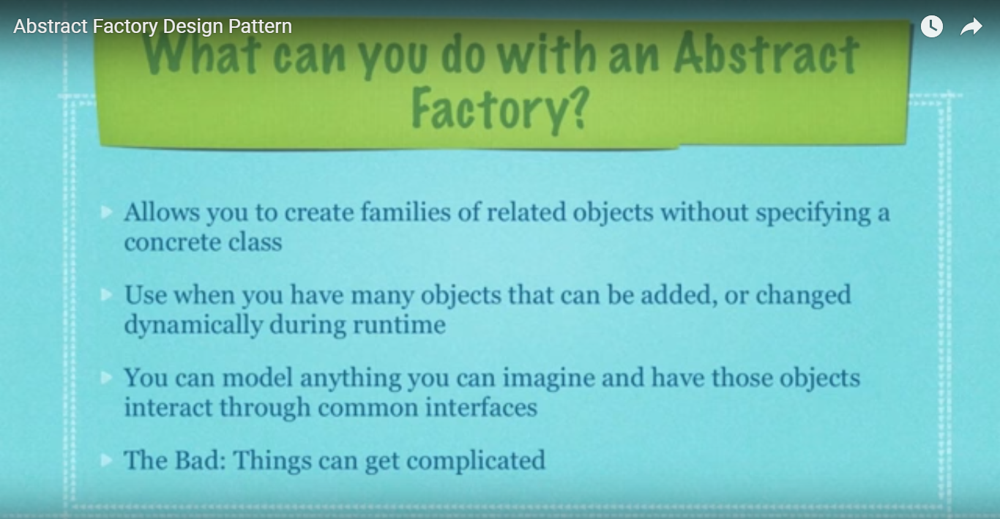 Abstract Factory Design Pattern
What can you do with an Abstract
Factory?
Allows you to create families of related objects without specifying a
concrete class
Use when you have many objects that can be added, or changed
dynamically during runtime
You can model anything you can imagine and have those objects
interact through common interfaces
The Bad: Things can get complicated